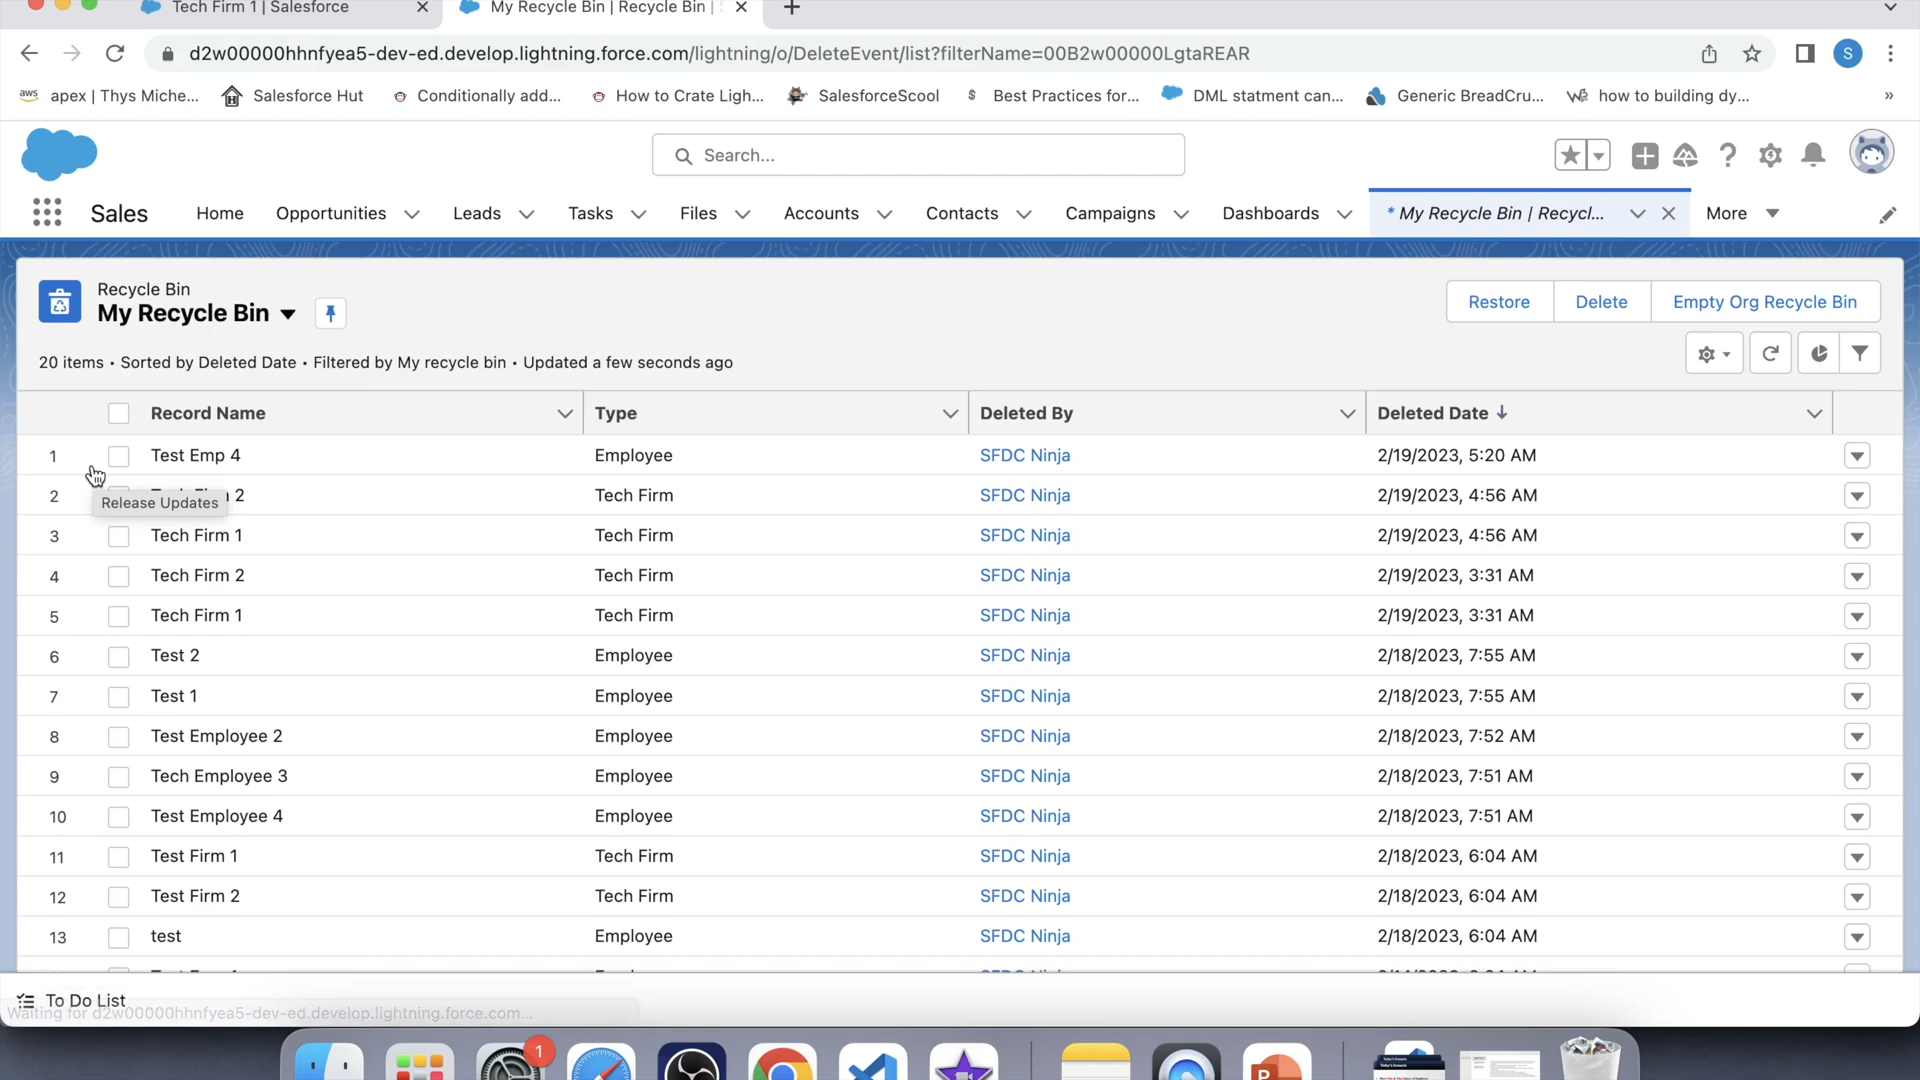 Tech Firm 1 | Salesforce
My Recycle Bin | Recycle Bin |
d2w00000hhnfyea5-dev-ed.develop.lightning.force.com/lightning/o/DeleteEvent/list?filterName=00B2w00000LgtaREAR
S
aws apex | Thys Miche... Salesforce Hut Conditionally add... How to Crate Ligh... SalesforceScool Best Practices for... DML statment can... Generic BreadCru... how to building dy... »
Search...
Sales Home Opportunities Leads Tasks Files Accounts Contacts Campaigns Dashboards * My Recycle Bin | Recycl... More
Recycle Bin
My Recycle Bin
Restore Delete Empty Org Recycle Bin
20 items • Sorted by Deleted Date • Filtered by My recycle bin • Updated a few seconds ago
Record Name Type Deleted By Deleted Date
1 Test Emp 4 Employee SFDC Ninja 2/19/2023, 5:20 AM
2 2 Tech Firm SFDC Ninja 2/19/2023, 4:56 AM
Release Updates
3 Tech Firm 1 Tech Firm SFDC Ninja 2/19/2023, 4:56 AM
4 Tech Firm 2 Tech Firm SFDC Ninja 2/19/2023, 3:31 AM
5 Tech Firm 1 Tech Firm SFDC Ninja 2/19/2023, 3:31 AM
6 Test 2 Employee SFDC Ninja 2/18/2023, 7:55 AM
7 Test 1 Employee SFDC Ninja 2/18/2023, 7:55 AM
8 Test Employee 2 Employee SFDC Ninja 2/18/2023, 7:52 AM
9 Tech Employee 3 Employee SFDC Ninja 2/18/2023, 7:51 AM
10 Test Employee 4 Employee SFDC Ninja 2/18/2023, 7:51 AM
11 Test Firm 1 Tech Firm SFDC Ninja 2/18/2023, 6:04 AM
12 Test Firm 2 Tech Firm SFDC Ninja 2/18/2023, 6:04 AM
13 test Employee SFDC Ninja 2/18/2023, 6:04 AM
To Do List
Waiting for d2w00000hhnfyea5-dev-ed.develop.lightning.force.com...
1